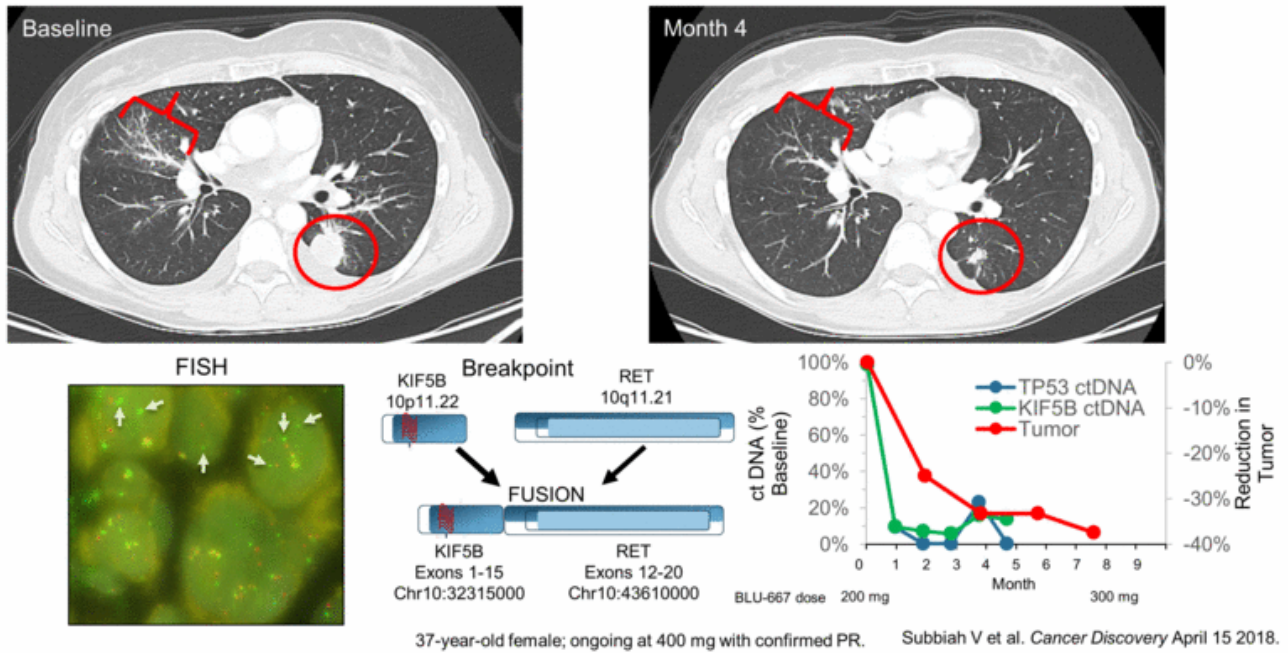 Baseline
Month 4
FISH
Breakpoint
KIF5B
10p11.22
RET
10q11.21
FUSION
KIF5B
Exons 1-15
Chr10:32315000
RET
Exons 12-20
Chr10:43610000
ct DNA (% Baseline)
100%
80%
60%
40%
20%
0%
TP53 ctDNA
KIF5B ctDNA
Tumor
0%
-10%
-20%
-30%
-40%
Reduction in
Tumor
0 1 2 3 4 5 6 7 8 9
Month
BLU-667 dose 200 mg 300 mg
37-year-old female; ongoing at 400 mg with confirmed PR.
Subbiah V et al. Cancer Discovery April 15 2018.